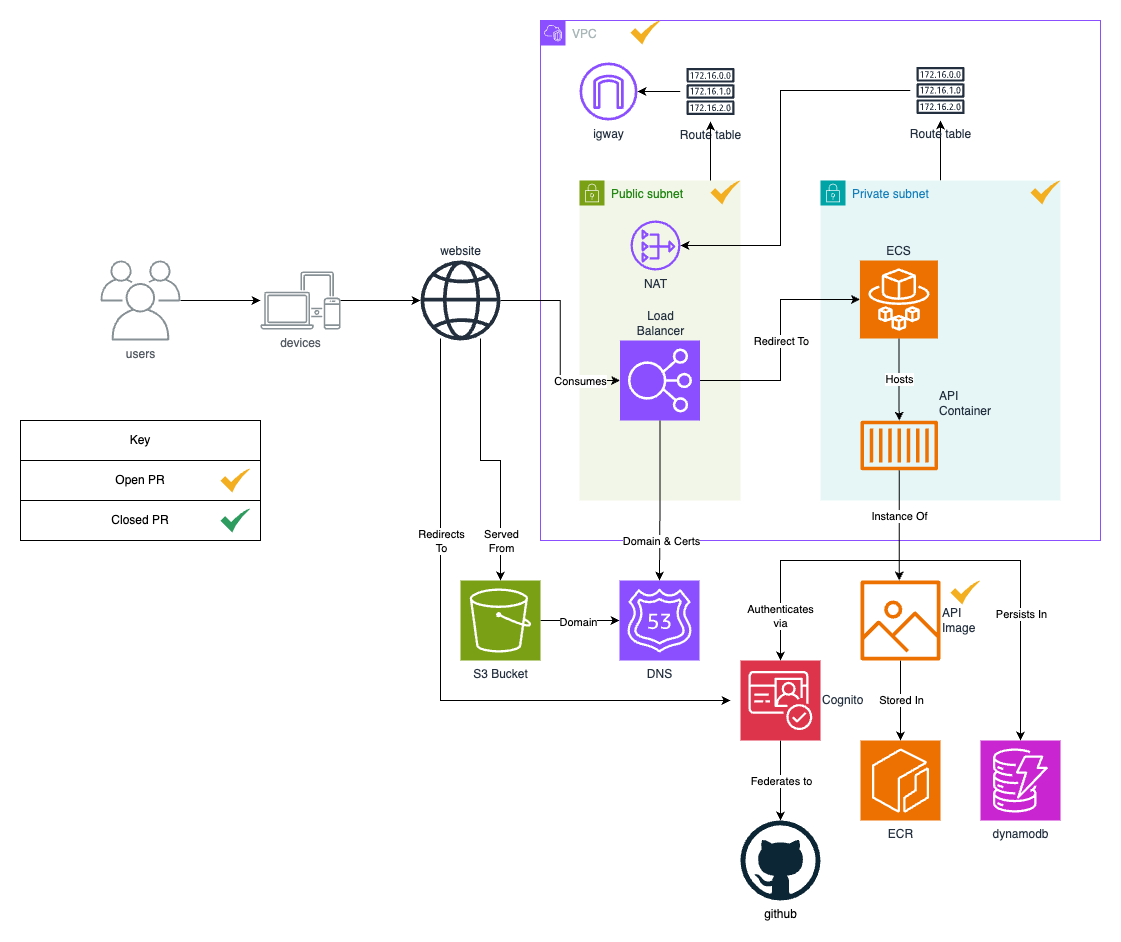 VPC
172.16.0.0
172.16.1.0
172.16.2.0
172.16.0.0
172.16.1.0
172.16.2.0
igway
Route table
Route table
Public subnet
Private subnet
website
ECS
NAT
Load
Balancer
users
devices
Redirect To
Consumes
Hosts
API
Container
Key
Open PR
Closed PR
Instance Of
Redirects
To
Served
From
Domain & Certs
Authenticates
via
API
Image
Persists In
Domain
53
S3 Bucket
DNS
Cognito
Stored In
Federates to
ECR
dynamodb
github